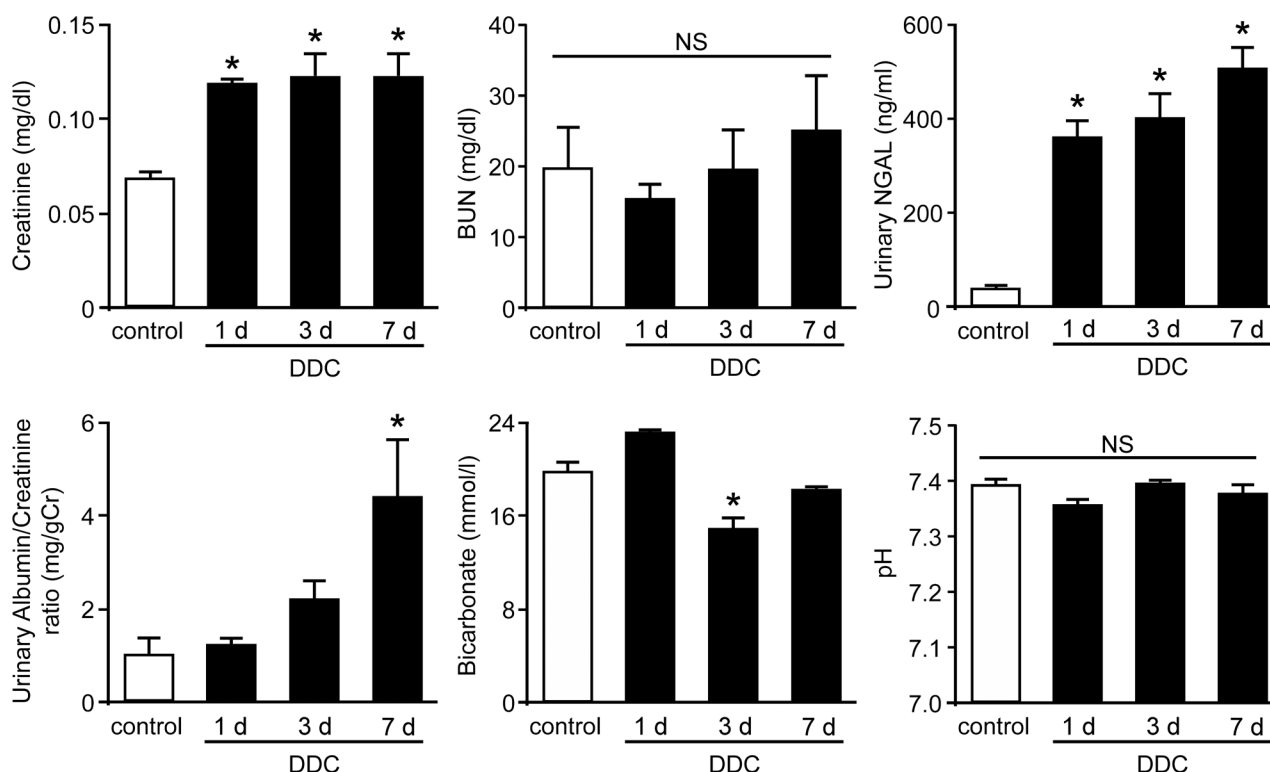 Creatinine (mg/dl)
0.15
0.10
0.05
0
*
*
*
control
1 d
3 d
7 d
DDC
BUN (mg/dl)
40
30
20
10
0
NS
control
1 d
3 d
7 d
DDC
Urinary NGAL (ng/ml)
600
400
200
0
*
*
*
control
1 d
3 d
7 d
DDC
Urinary Albumin/Creatinine
ratio (mg/gCr)
6
4
2
0
*
control
1 d
3 d
7 d
DDC
Bicarbonate (mmol/l)
24
16
8
0
*
control
1 d
3 d
7 d
DDC
pH
7.5
7.4
7.3
7.2
7.1
7.0
NS
control
1 d
3 d
7 d
DDC